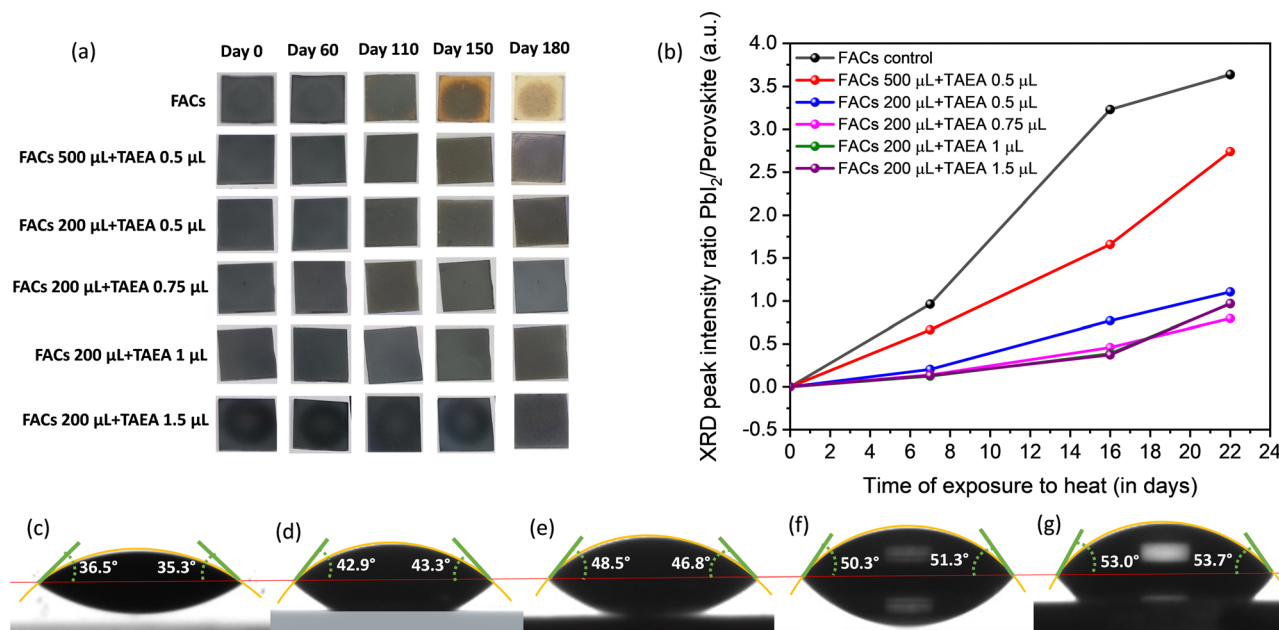 (a)
Day 0 Day 60 Day 110 Day 150 Day 180
FACs
FACs 500 µL+TAEA 0.5 µL
FACs 200 µL+TAEA 0.5 µL
FACs 200 µL+TAEA 0.75 µL
FACs 200 µL+TAEA 1 µL
FACs 200 µL+TAEA 1.5 µL
(b)
XRD peak intensity ratio PbI₂/Perovskite (a.u.)
4.0
3.5
3.0
2.5
2.0
1.5
1.0
0.5
0.0
-0.5
FACs control
FACs 500 µL+TAEA 0.5 µL
FACs 200 µL+TAEA 0.5 µL
FACs 200 µL+TAEA 0.75 µL
FACs 200 µL+TAEA 1 µL
FACs 200 µL+TAEA 1.5 µL
0 2 4 6 8 10 12 14 16 18 20 22 24
Time of exposure to heat (in days)
(c) (d) (e) (f) (g)
36.5° 35.3° 42.9° 43.3° 48.5° 46.8° 50.3° 51.3° 53.0° 53.7°